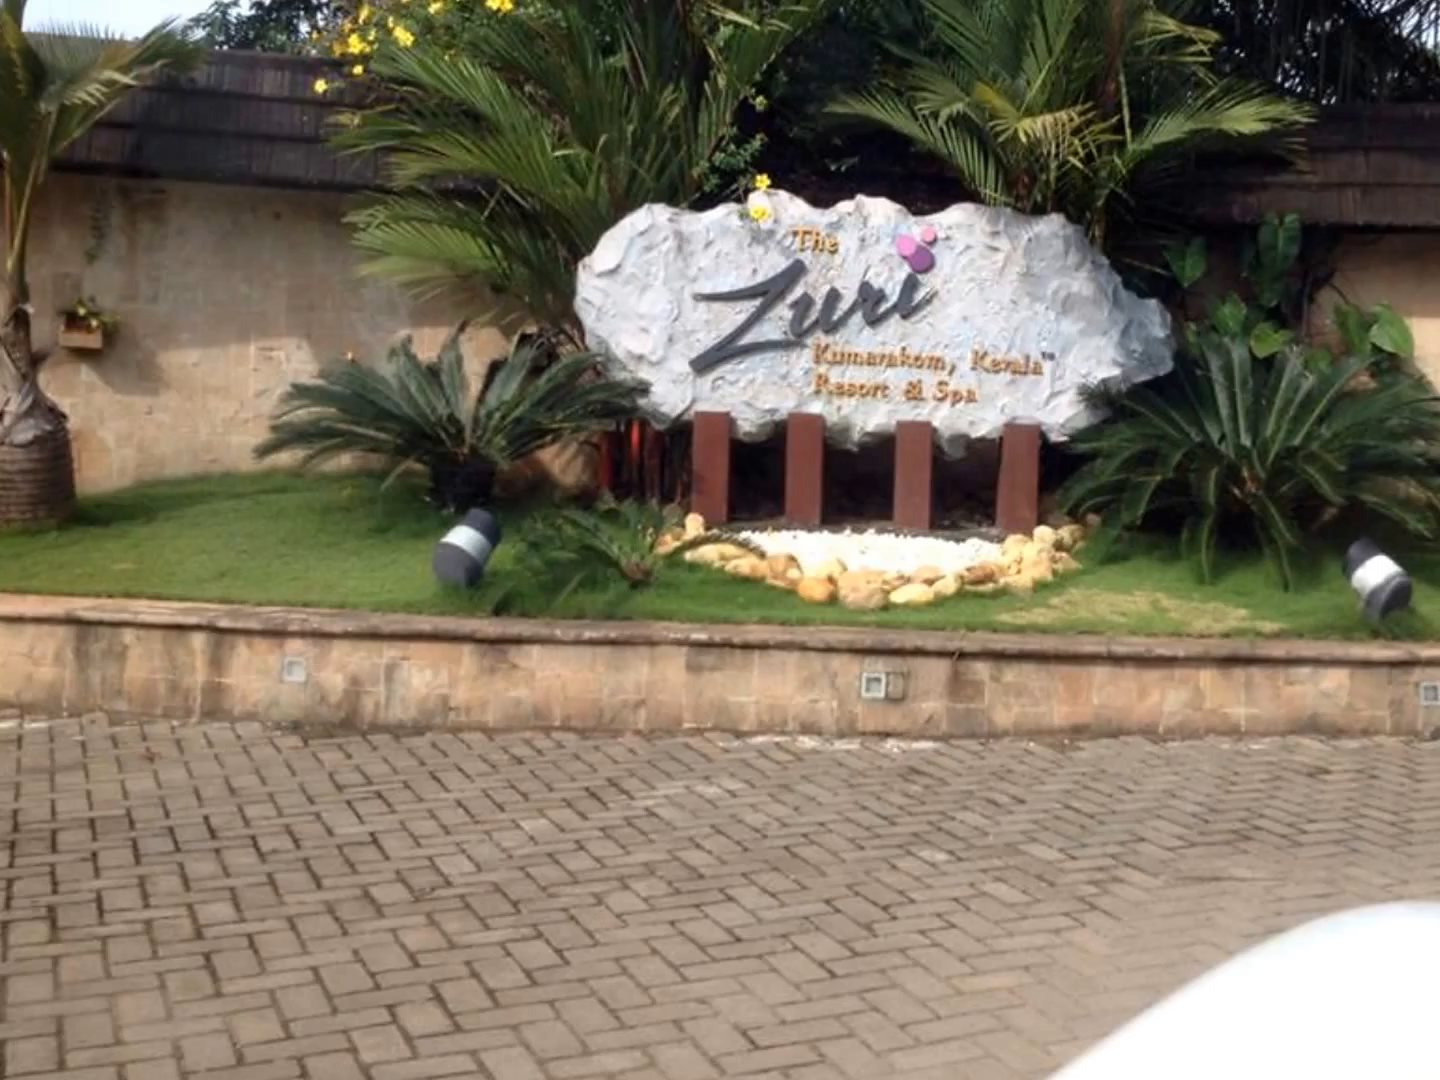 The
Zuri
Kumarakom, Kerala™
Resort & Spa